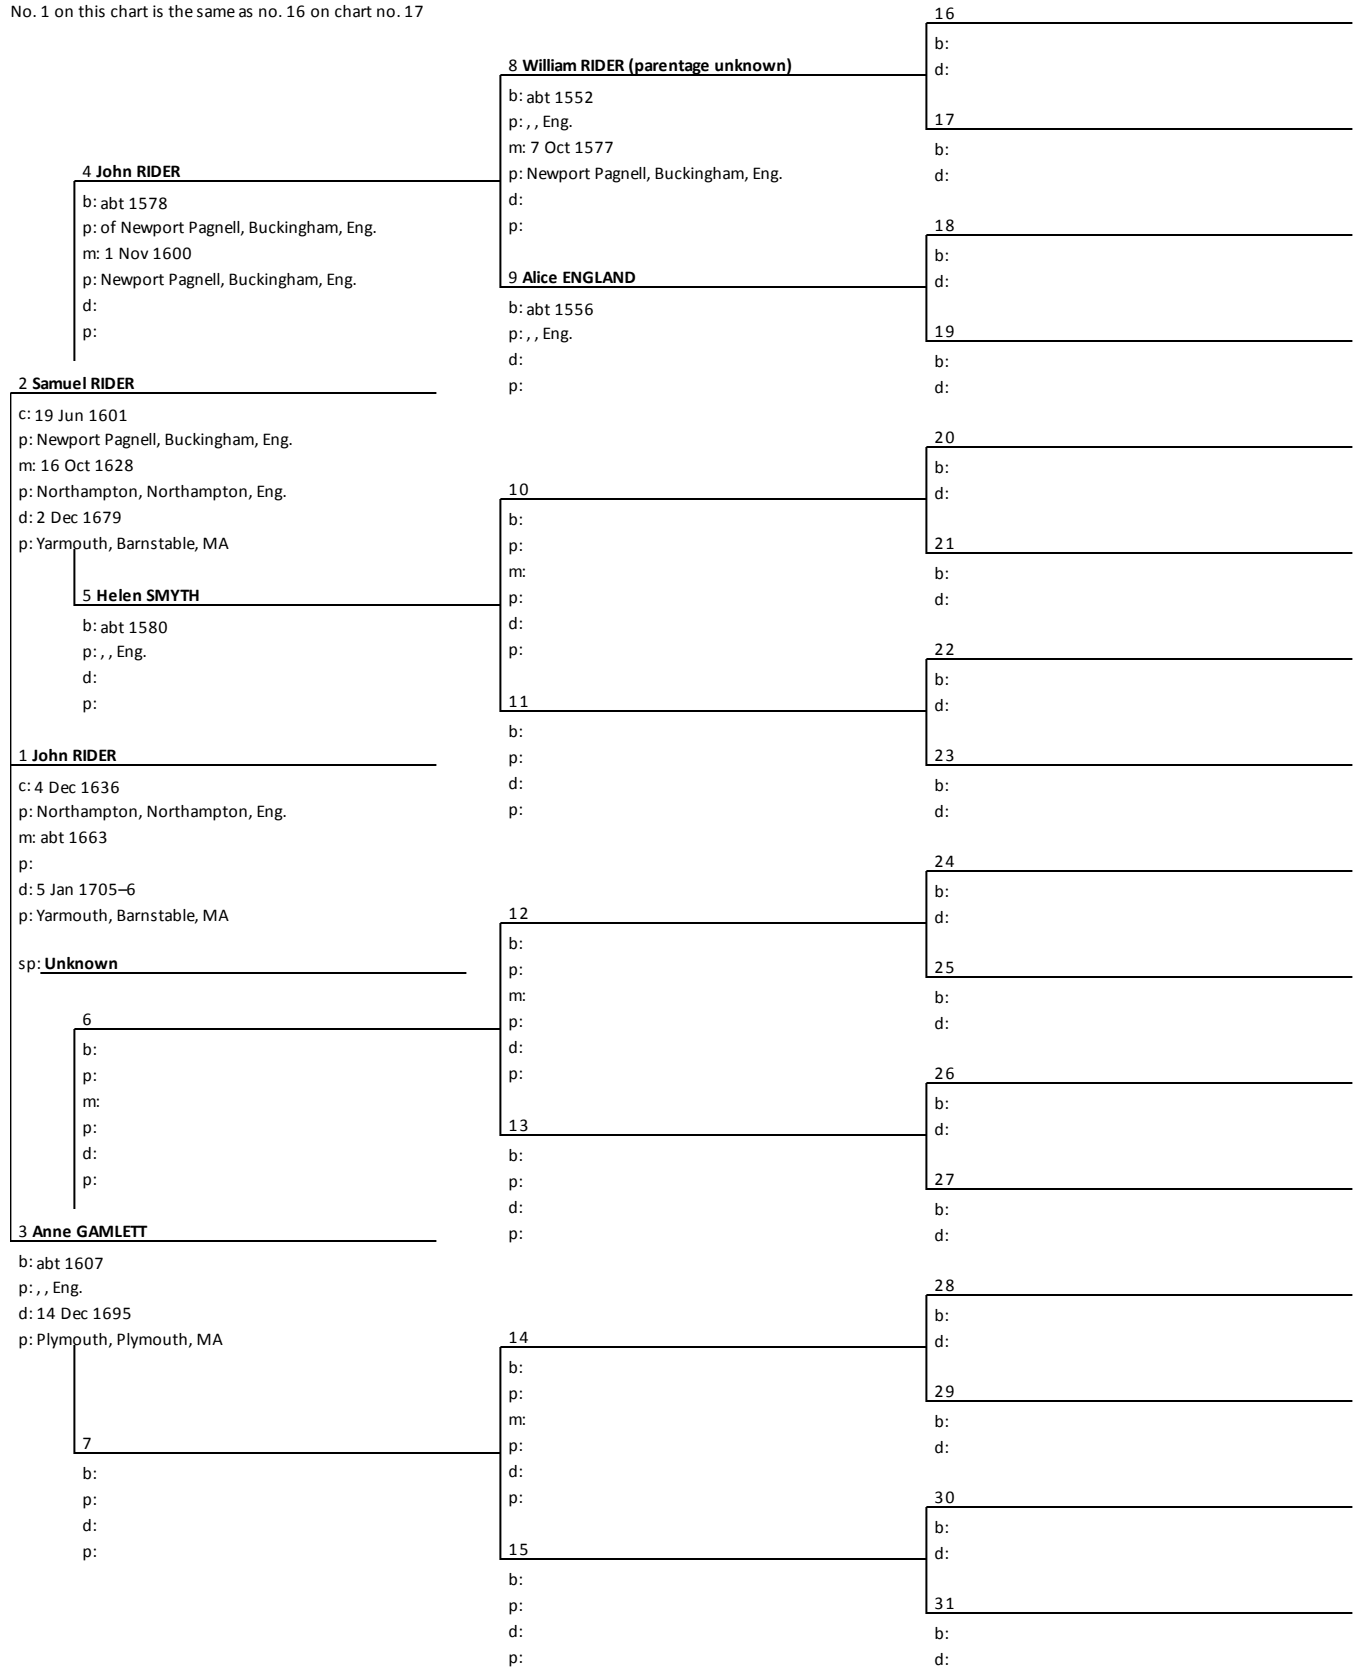 No. 1 on this chart is the same as no. 16 on chart no. 17
16
b:
d:
8 William RIDER (parentage unknown)
b: abt 1552
p: , , Eng.
m: 7 Oct 1577
p: Newport Pagnell, Buckingham, Eng.
d:
p:
17
b:
d:
4 John RIDER
b: abt 1578
p: of Newport Pagnell, Buckingham, Eng.
m: 1 Nov 1600
p: Newport Pagnell, Buckingham, Eng.
d:
p:
18
b:
d:
9 Alice ENGLAND
b: abt 1556
p: , , Eng.
d:
p:
19
b:
d:
2 Samuel RIDER
c: 19 Jun 1601
p: Newport Pagnell, Buckingham, Eng.
m: 16 Oct 1628
p: Northampton, Northampton, Eng.
d: 2 Dec 1679
p: Yarmouth, Barnstable, MA
20
b:
d:
10
b:
p:
m:
p:
d:
p:
21
b:
d:
5 Helen SMYTH
b: abt 1580
p: , , Eng.
d:
p:
22
b:
d:
11
b:
p:
d:
p:
23
b:
d:
1 John RIDER
c: 4 Dec 1636
p: Northampton, Northampton, Eng.
m: abt 1663
p:
d: 5 Jan 1705–6
p: Yarmouth, Barnstable, MA
sp: Unknown
24
b:
d:
12
b:
p:
m:
p:
d:
p:
25
b:
d:
6
b:
p:
m:
p:
d:
p:
26
b:
d:
13
b:
p:
d:
p:
27
b:
d:
3 Anne GAMLETT
b: abt 1607
p: , , Eng.
d: 14 Dec 1695
p: Plymouth, Plymouth, MA
28
b:
d:
14
b:
p:
m:
p:
d:
p:
29
b:
d:
7
b:
p:
d:
p:
30
b:
d:
15
b:
p:
d:
p:
31
b:
d: